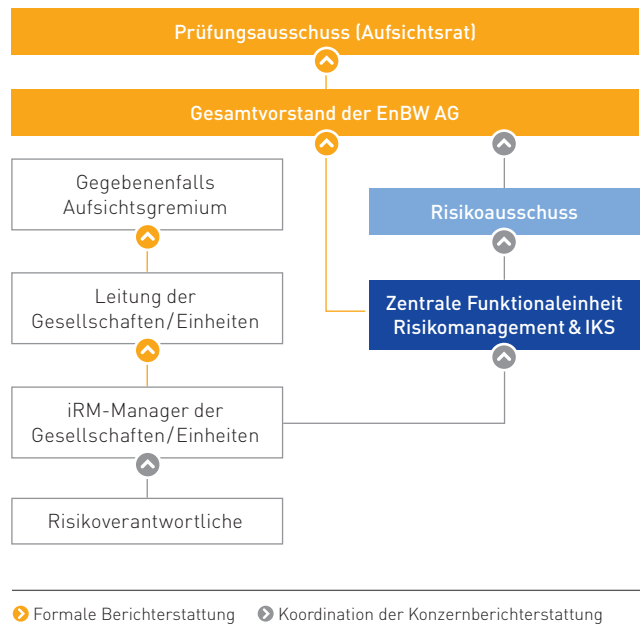 Prüfungsausschuss (Aufsichtsrat)
Gesamtvorstand der EnBW AG
Gegebenenfalls
Aufsichtsgremium
Risikoausschuss
Leitung der
Gesellschaften/Einheiten
Zentrale Funktionaleinheit
Risikomanagement & IKS
iRM-Manager der
Gesellschaften/Einheiten
Risikoverantwortliche
Formale Berichterstattung
Koordination der Konzernberichterstattung